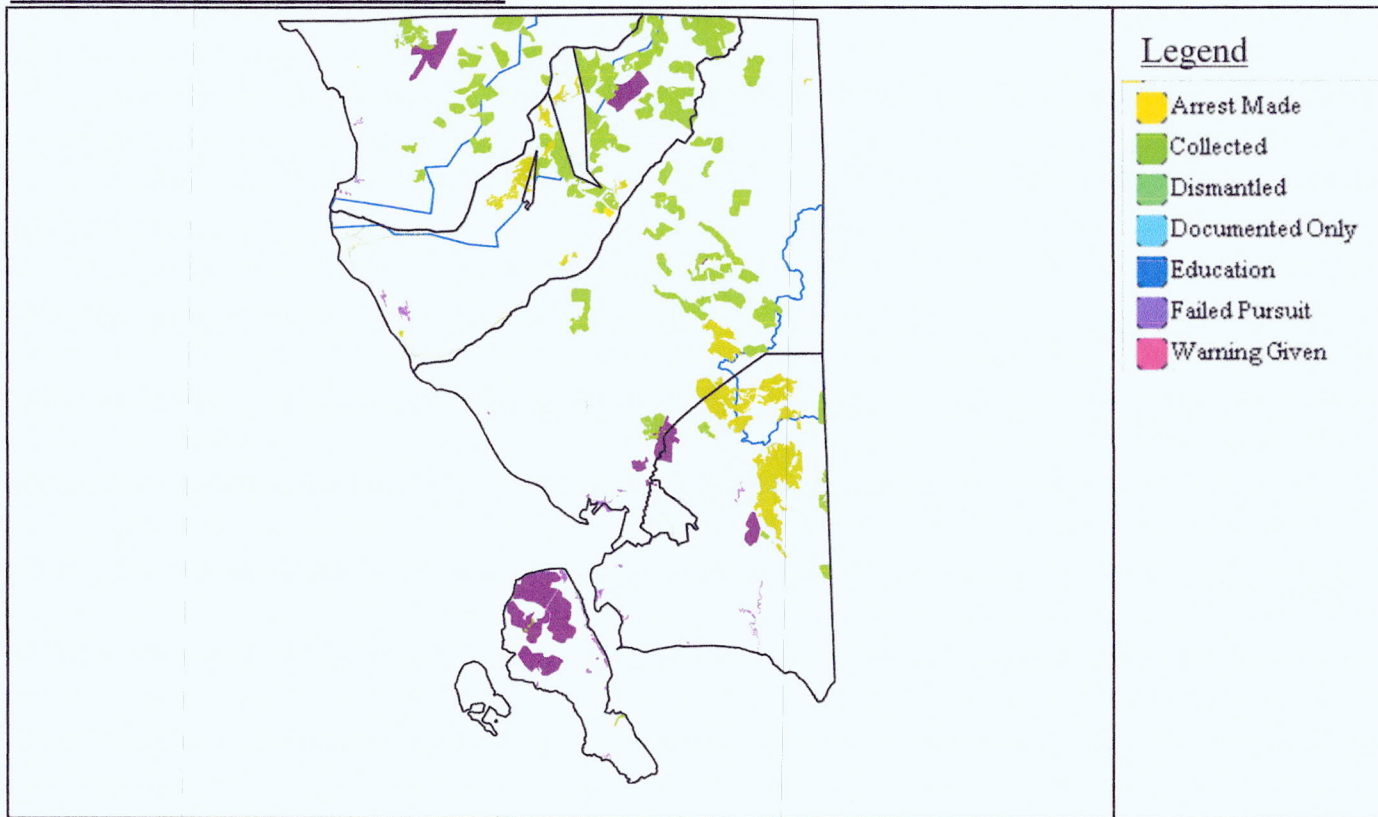 Legend
Arrest Made
Collected
Dismantled
Documented Only
Education
Failed Pursuit
Warning Given